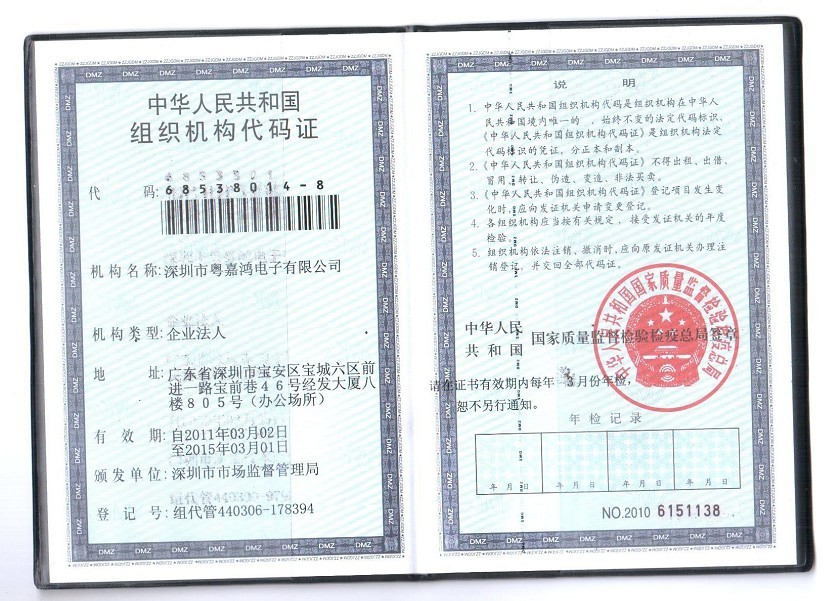 中华人民共和国
组织机构代码证
代 码: 68538014-8
机构名称: 深圳市粤嘉鸿电子有限公司
机构类型: 企业法人
地 址: 广东省深圳市宝安区宝城六区前
进一路宝前巷46号经发大厦八
楼805号(办公场所)
有 效 期: 自2011年03月02日
至2015年03月01日
颁发单位: 深圳市市场监督管理局
登 记 号: 组代管440306-178394
说 明
1. 中华人民共和国组织机构代码是组织机构在中华人
民共和国境内唯一的、始终不变的法定代码标识,
《中华人民共和国组织机构代码证》是组织机构法定
代码标识的凭证,分正本和副本。
2. 《中华人民共和国组织机构代码证》不得出租、出借、
冒用、转让、伪造、变造、非法买卖。
3. 《中华人民共和国组织机构代码证》登记项目发生变
化时,应向发证机关申请变更登记。
4. 各组织机构应当按有关规定,接受发证机关的年度
检验。
5. 组织机构依法注销、撤消时,应向原发证机关办理注
销登记,并交回全部代码证。
中华人民
共和国 国家质量监督检验检疫总局签章
中华人民共和国国家质量监督检验检疫总局
请在证书有效期内每年 3月份年检,
恕不另行通知。
年检记录
年 月 日 年 月 日 年 月 日 年 月 日
NO.2010 6151138